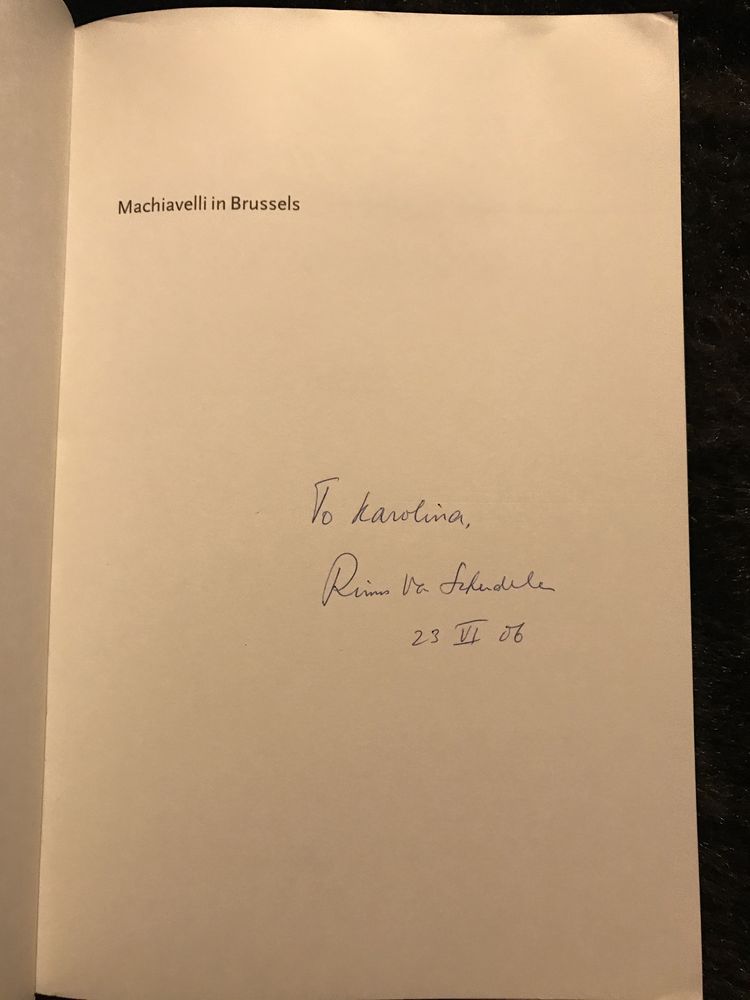 Machiavelli in Brussels
To Karolina,
Rinus Van Schendelen
23 VI 06